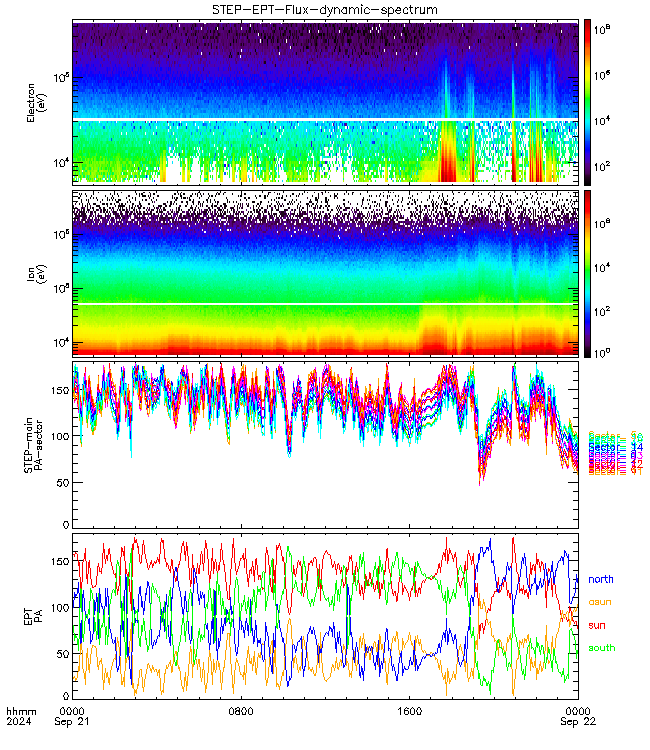 STEP-EPT-Flux-dynamic-spectrum
Electron
(eV)
10^5
10^4
10^8
10^6
10^4
10^2
Ion
(eV)
10^6
10^5
10^4
10^6
10^4
10^2
10^0
STEP-main
PA-sector
150
100
50
0
EPT
PA
150
100
50
0
north
asun
sun
south
hhmm
2024
0000
Sep 21
0800
1600
0000
Sep 22